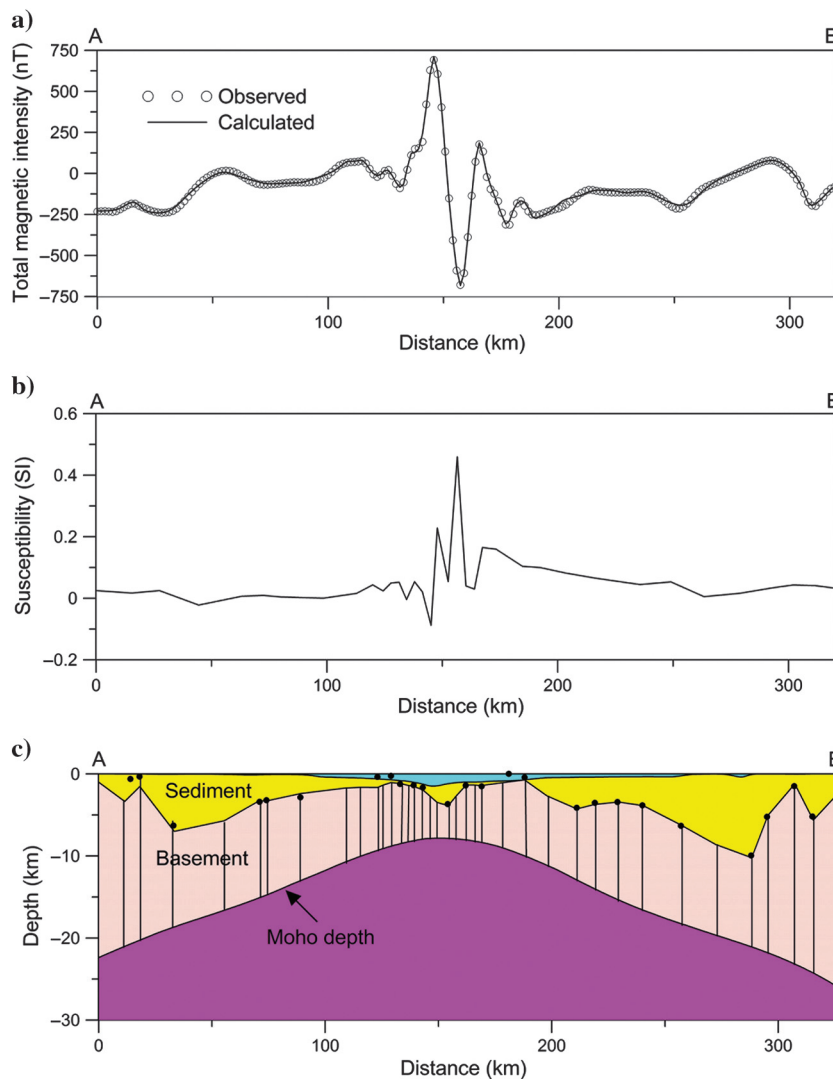 a)
A
750
500
250
0
−250
−500
−750
Total magnetic intensity (nT)
Observed
Calculated
0
100
200
300
Distance (km)
b)
A
0.6
0.4
0.2
0
−0.2
Susceptibility (SI)
0
100
200
300
Distance (km)
c)
A
0
−10
−20
−30
Depth (km)
Sediment
Basement
Moho depth
0
100
200
300
Distance (km)